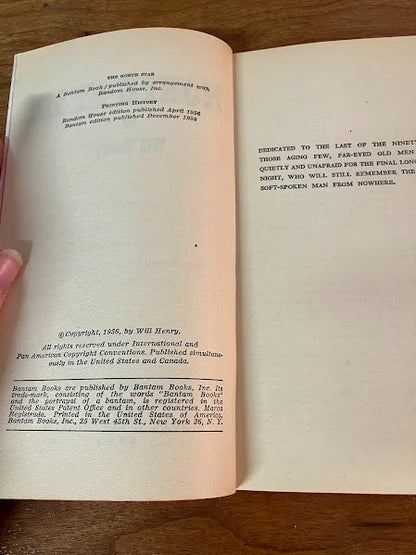 THE NORTH STAR
A Bantam Book / published by arrangement with
Random House, Inc.
PRINTING HISTORY
Random House edition published April 1956
Bantam edition published December 1958
© Copyright, 1956, by Will Henry.
All rights reserved under International and
Pan American Copyright Conventions. Published simultane-
ously in the United States and Canada.
Bantam Books are published by Bantam Books, Inc. Its
trade-mark, consisting of the words "Bantam Books"
and the portrayal of a bantam, is registered in the
United States Patent Office and in other countries. Marca
Registrada. Printed in the United States of America.
Bantam Books, Inc., 25 West 45th St., New York 36, N. Y.
DEDICATED TO THE LAST OF THE
THOSE AGING FEW, FAR-EYED OLD MEN
QUIETLY AND UNAFRAID FOR THE FINAL
NIGHT, WHO WILL STILL REMEMBER THE
SOFT-SPOKEN MAN FROM NOWHERE.